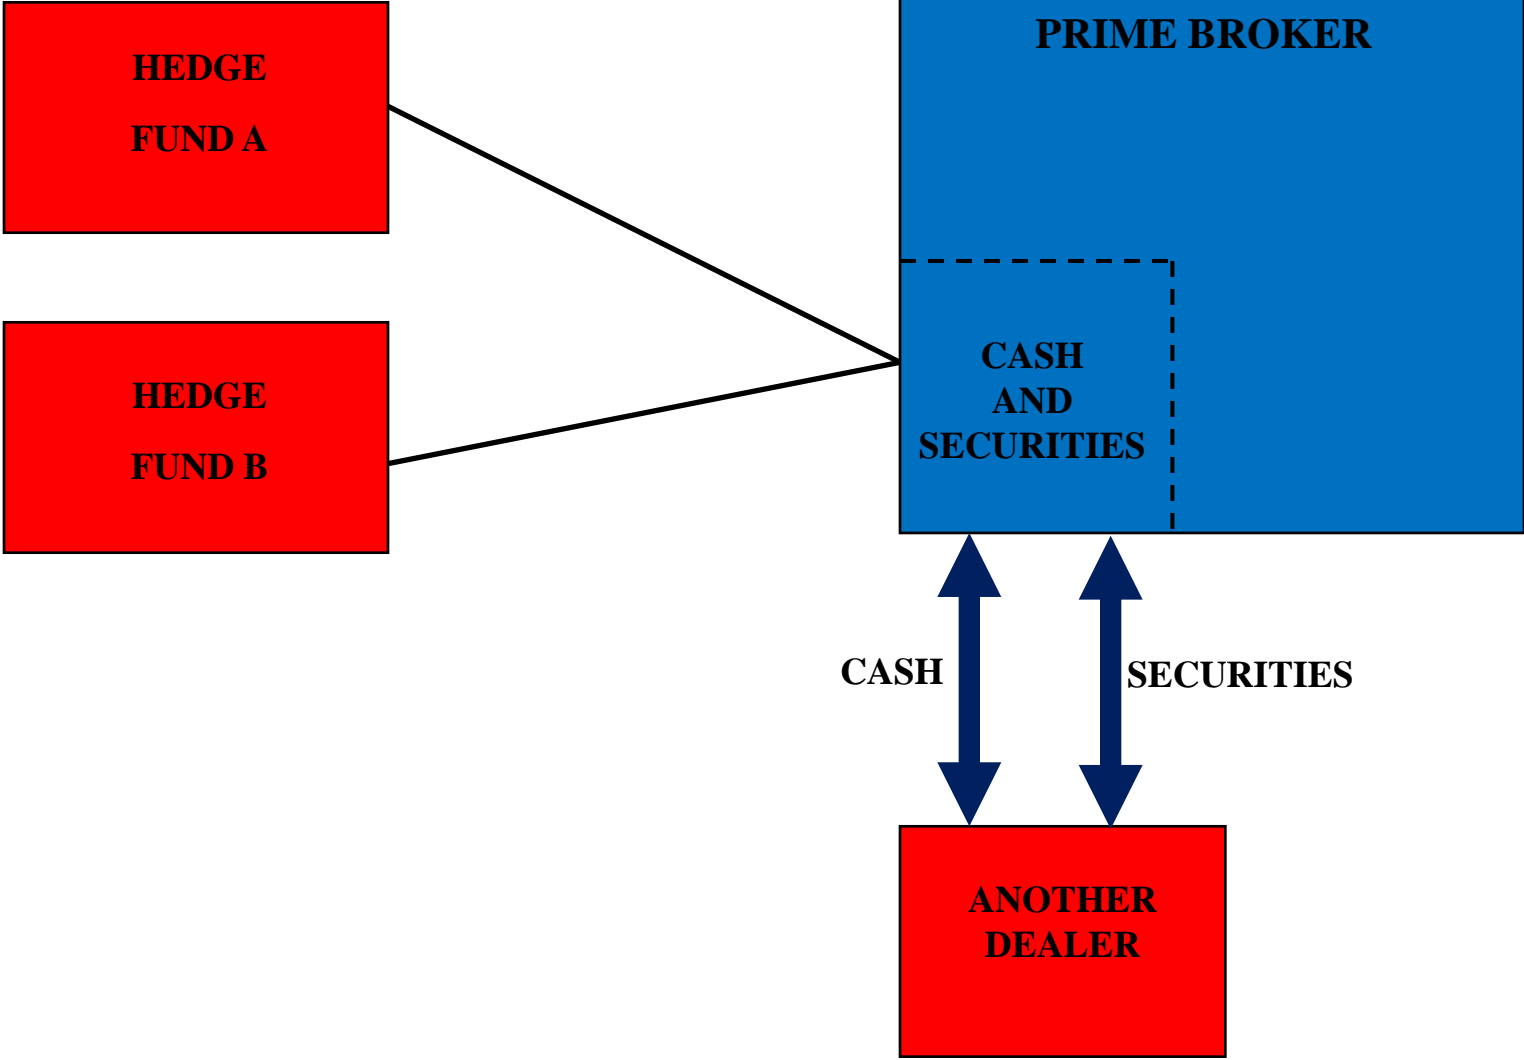 HEDGE
FUND A
PRIME BROKER
HEDGE
FUND B
CASH
AND
SECURITIES
CASH
SECURITIES
ANOTHER
DEALER